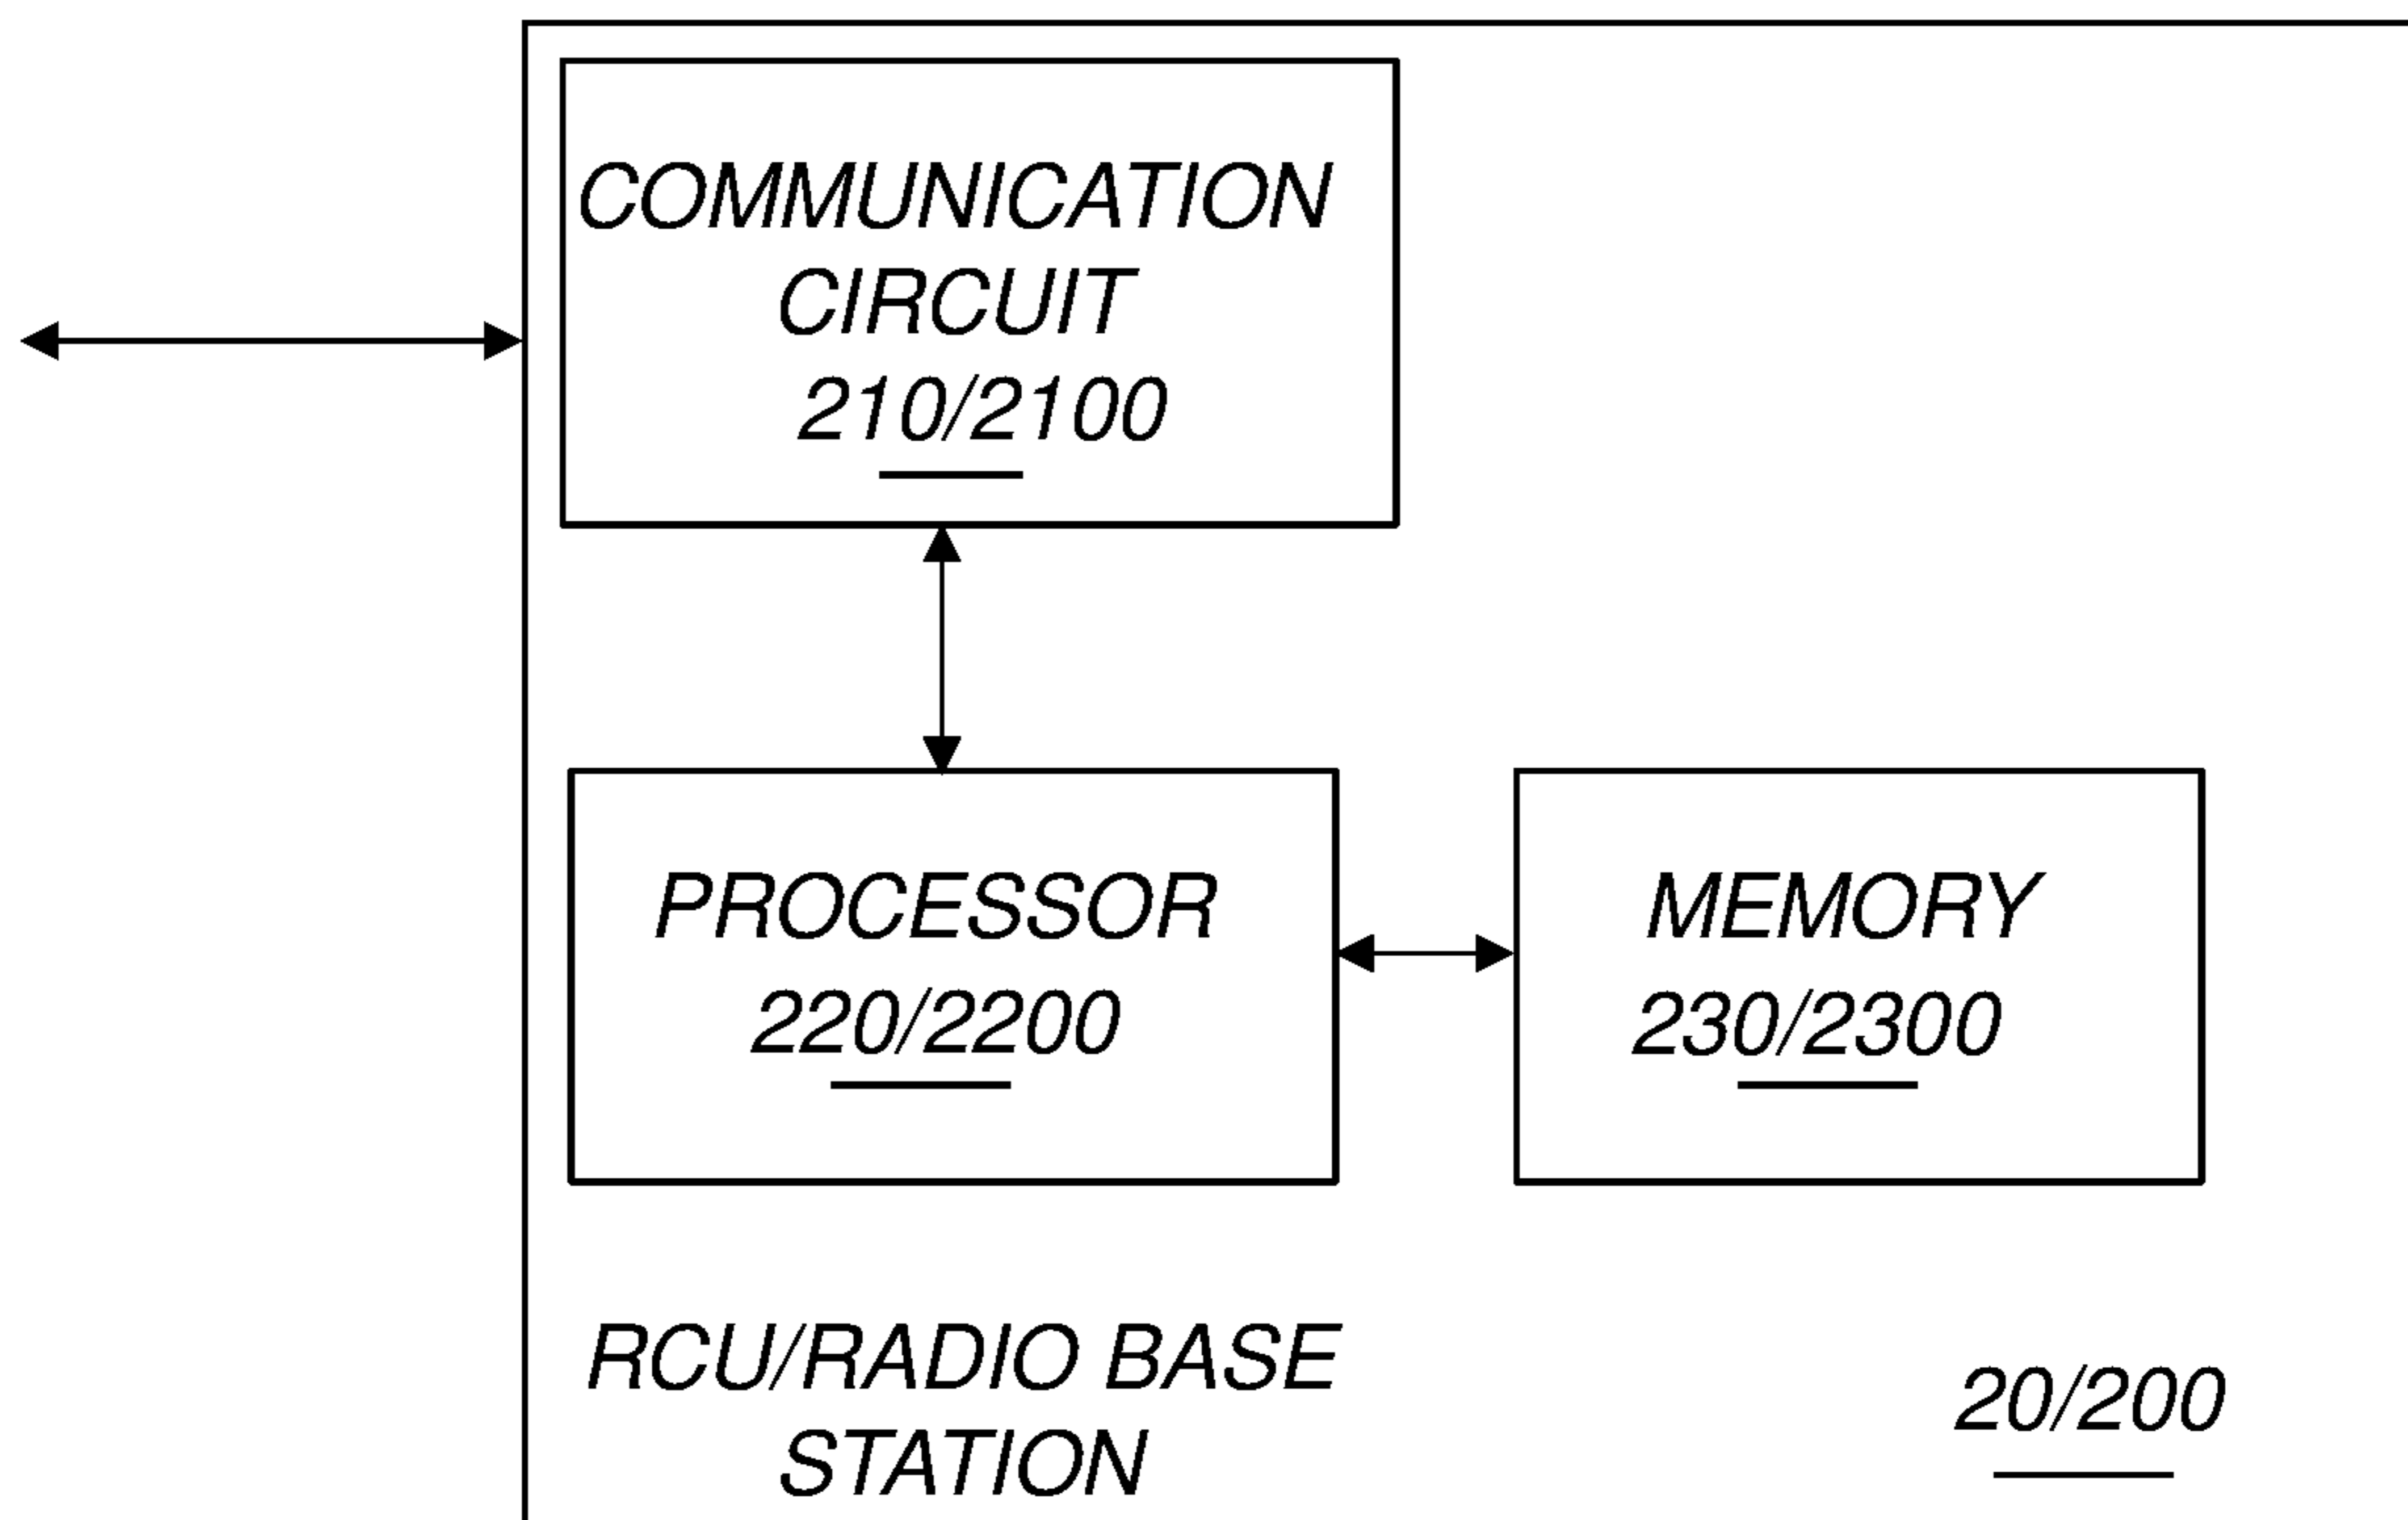 COMMUNICATION
CIRCUIT
210/2100
PROCESSOR
220/2200
MEMORY
230/2300
RCU/RADIO BASE
STATION
20/200